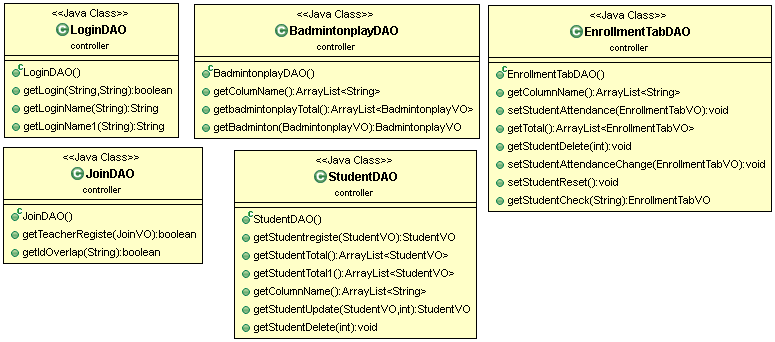 <<Java Class>>
LoginDAO
controller
LoginDAO()
getLogin(String,String):boolean
getLoginName(String):String
getLoginName1(String):String
<<Java Class>>
BadmintonplayDAO
controller
BadmintonplayDAO()
getColumName():ArrayList<String>
getbadmintonplayTotal():ArrayList<BadmintonplayVO>
getBadminton(BadmintonplayVO):BadmintonplayVO
<<Java Class>>
EnrollmentTabDAO
controller
EnrollmentTabDAO()
getColumnName():ArrayList<String>
setStudentAttendance(EnrollmentTabVO):void
getTotal():ArrayList<EnrollmentTabVO>
getStudentDelete(int):void
setStudentAttendanceChange(EnrollmentTabVO):void
setStudentReset():void
getStudentCheck(String):EnrollmentTabVO
<<Java Class>>
JoinDAO
controller
JoinDAO()
getTeacherRegiste(JoinVO):boolean
getIdOverlap(String):boolean
<<Java Class>>
StudentDAO
controller
StudentDAO()
getStudentregiste(StudentVO):StudentVO
getStudentTotal():ArrayList<StudentVO>
getStudentTotal1():ArrayList<StudentVO>
getColumnName():ArrayList<String>
getStudentUpdate(StudentVO,int):StudentVO
getStudentDelete(int):void